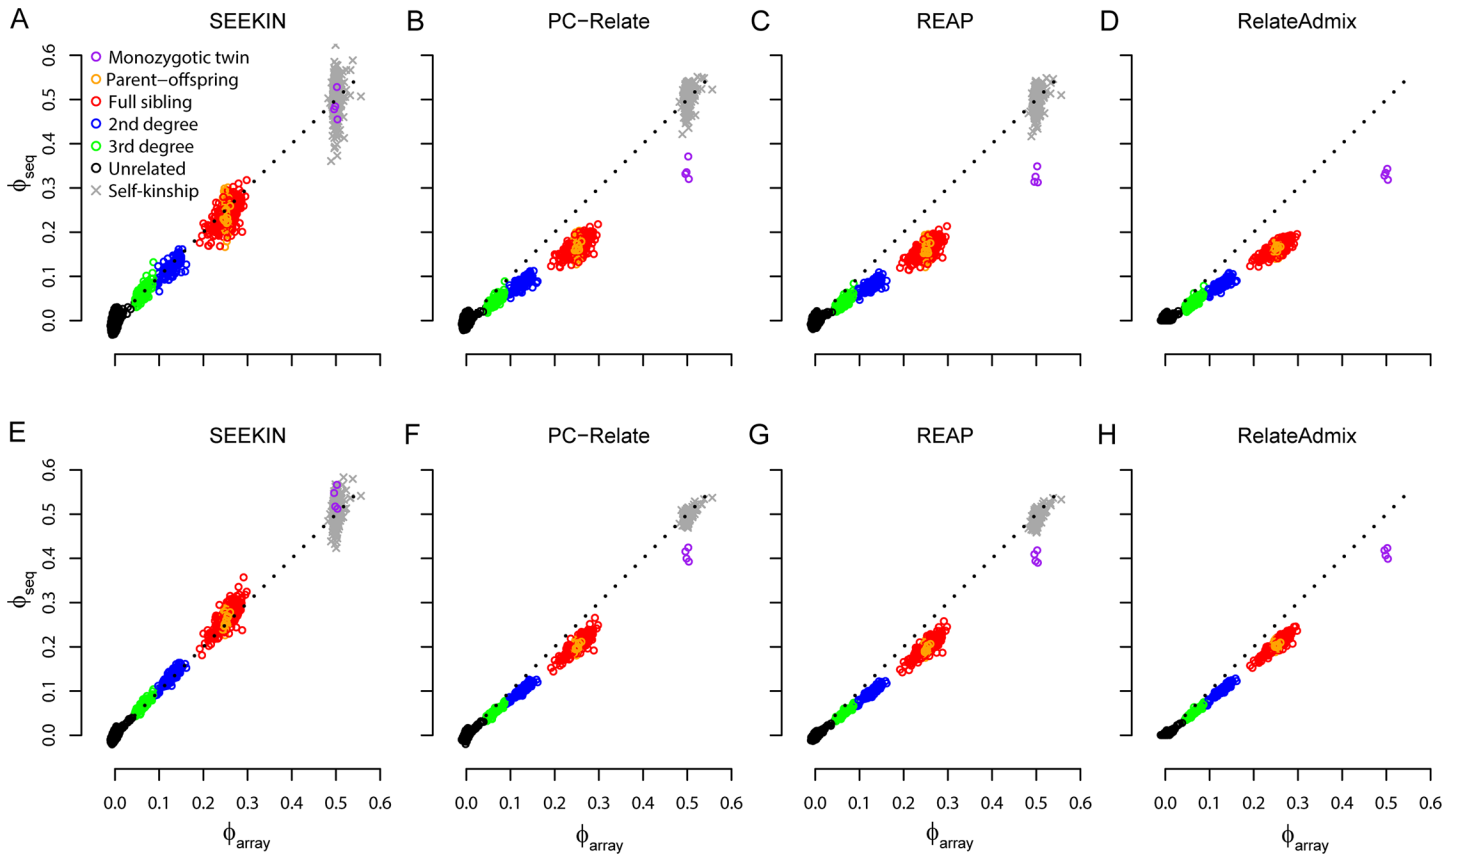 A SEEKIN B PC−Relate C REAP D RelateAdmix
Monozygotic twin
Parent−offspring
Full sibling
2nd degree
3rd degree
Unrelated
Self−kinship
ϕseq
0.0 0.1 0.2 0.3 0.4 0.5 0.6
E SEEKIN F PC−Relate G REAP H RelateAdmix
ϕseq
0.0 0.1 0.2 0.3 0.4 0.5 0.6
0.0 0.1 0.2 0.3 0.4 0.5 0.6 0.0 0.1 0.2 0.3 0.4 0.5 0.6 0.0 0.1 0.2 0.3 0.4 0.5 0.6 0.0 0.1 0.2 0.3 0.4 0.5 0.6
ϕarray ϕarray ϕarray ϕarray